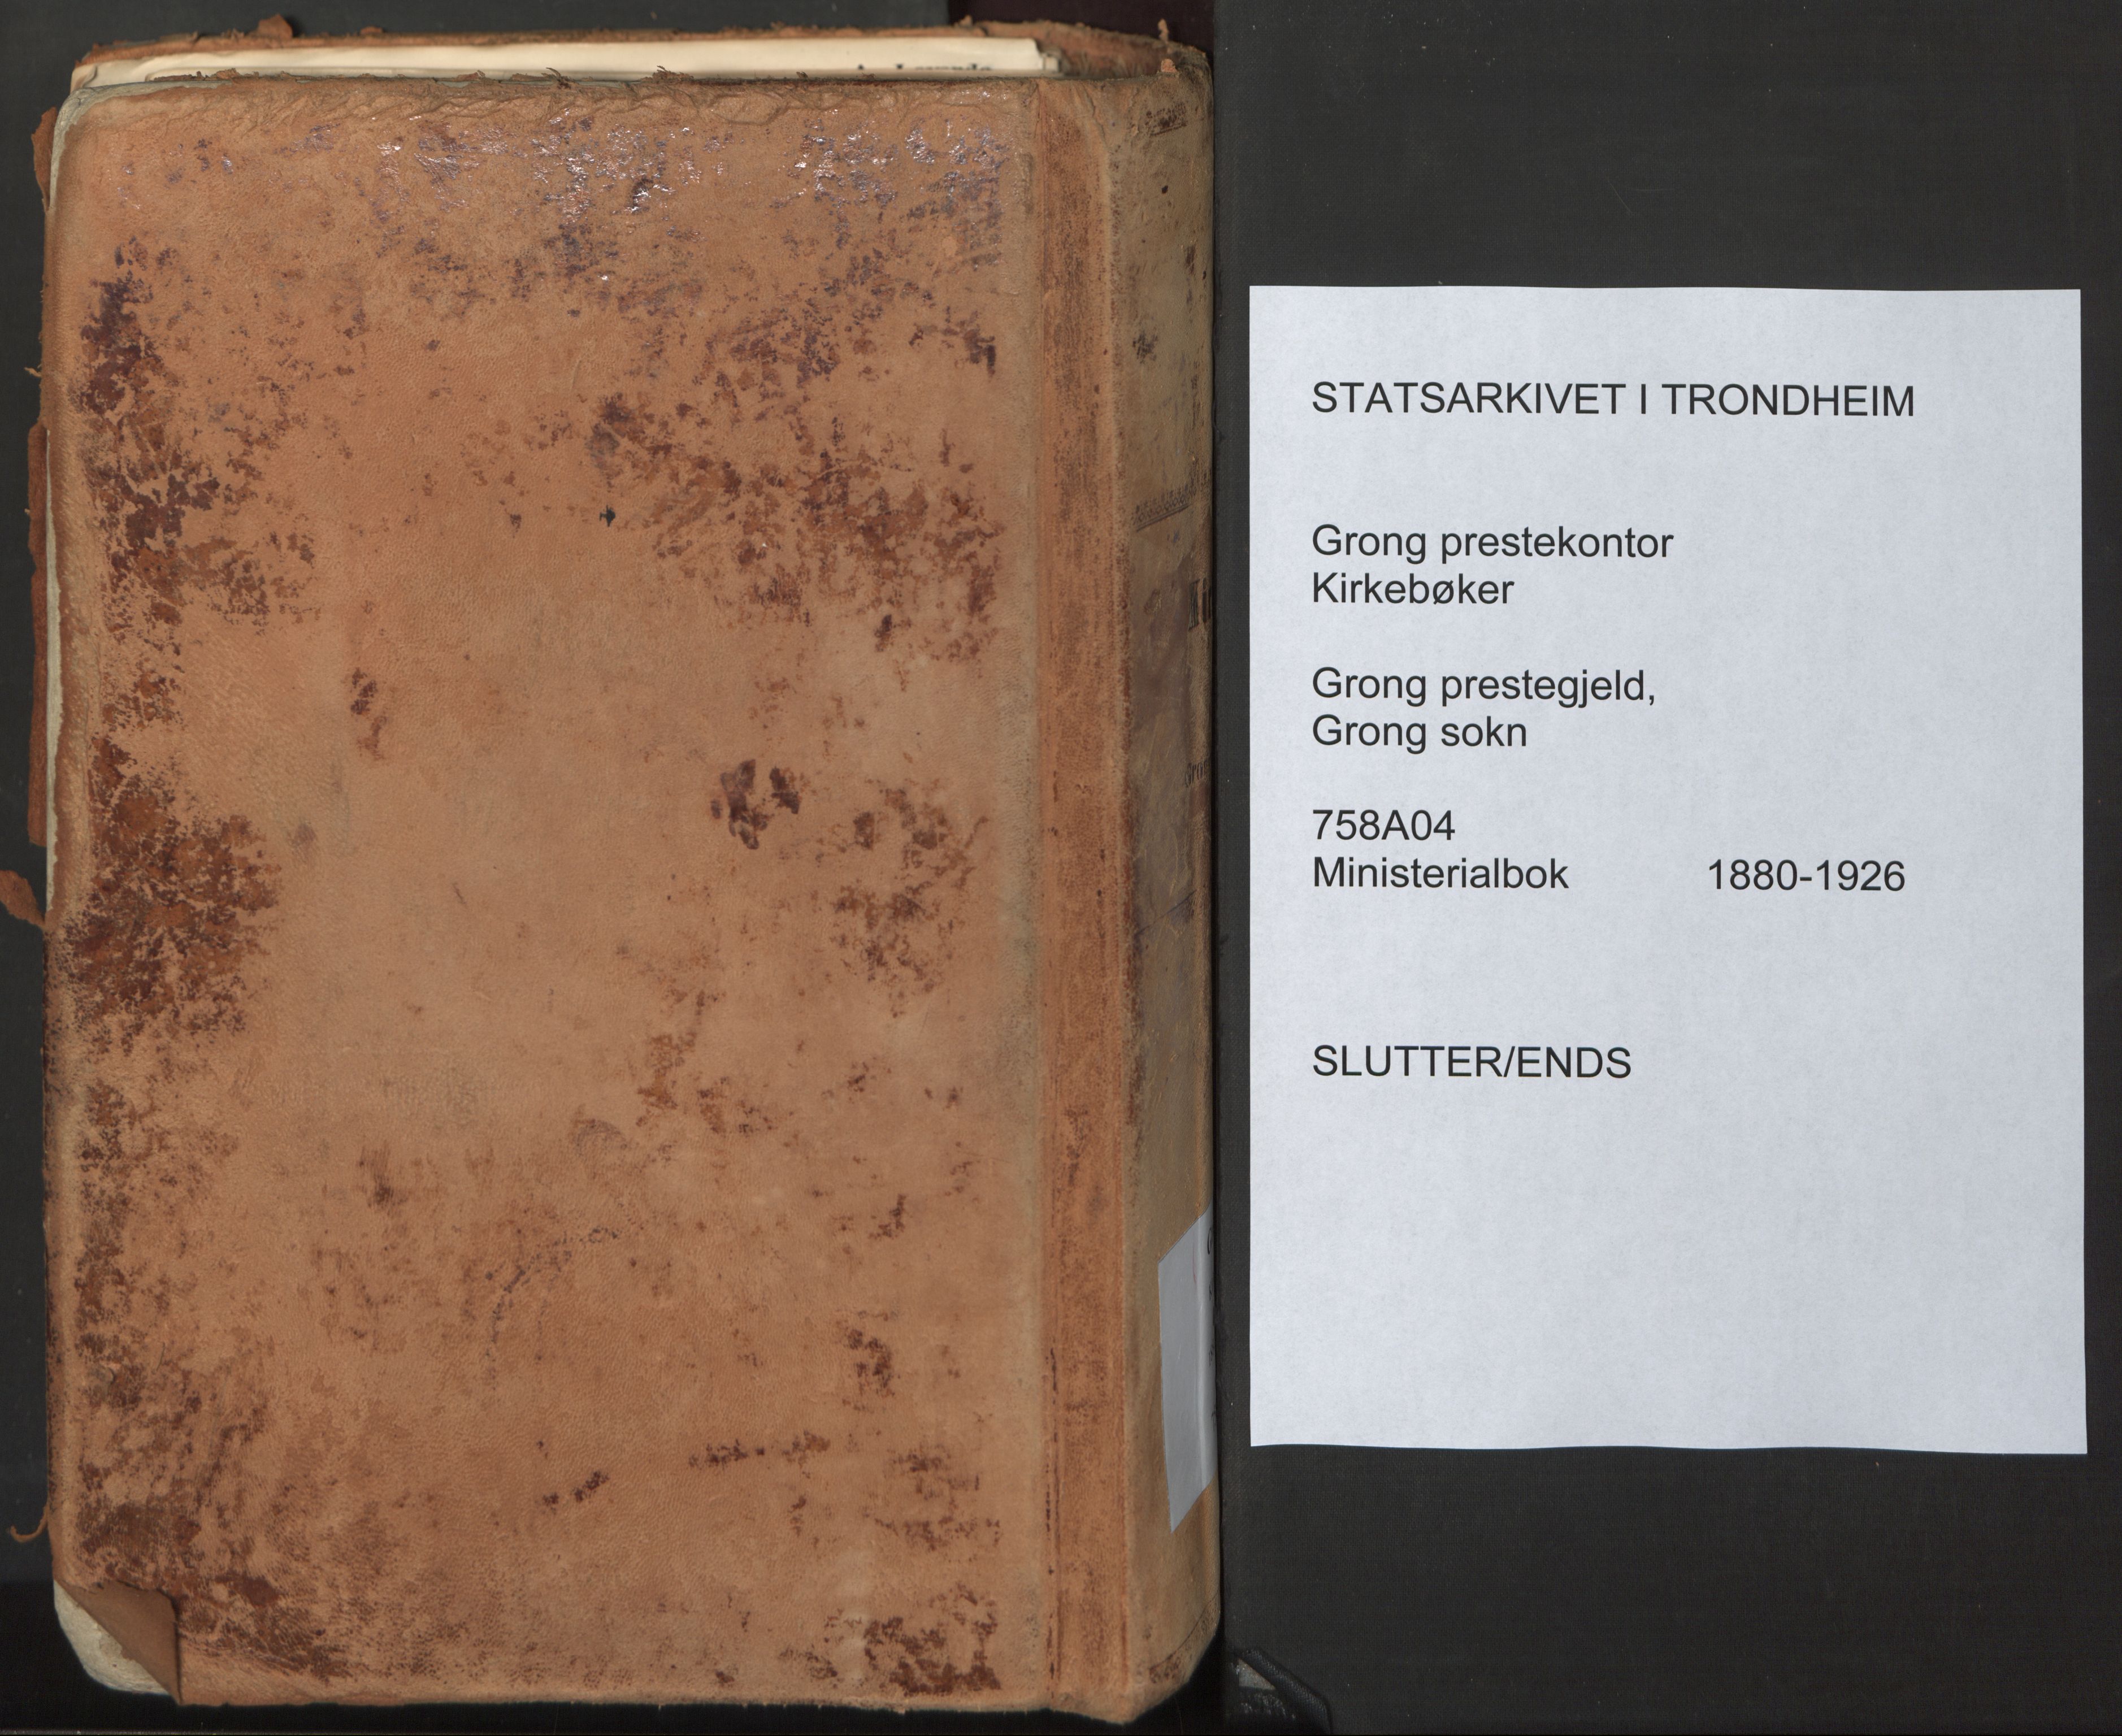 STATSARKIVET I TRONDHEIM
Grong prestekontor
Kirkebøker
Grong prestegjeld,
Grong sokn
758A04
Ministerialbok 1880-1926
SLUTTER/ENDS